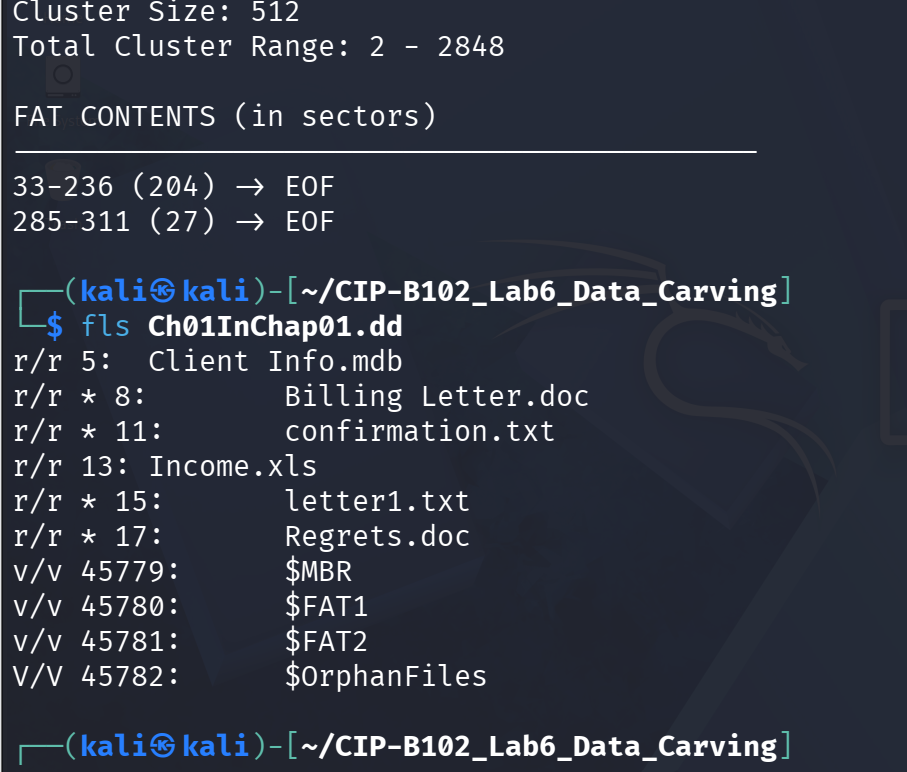 Cluster Size: 512
Total Cluster Range: 2 - 2848
FAT CONTENTS (in sectors)
33-236 (204) → EOF
285-311 (27) → EOF
┌──(kali㉿kali)-[~/CIP-B102_Lab6_Data_Carving]
└─$ fls Ch01InChap01.dd
r/r 5:  Client Info.mdb
r/r * 8:        Billing Letter.doc
r/r * 11:       confirmation.txt
r/r 13: Income.xls
r/r * 15:       letter1.txt
r/r * 17:       Regrets.doc
v/v 45779:      $MBR
v/v 45780:      $FAT1
v/v 45781:      $FAT2
V/V 45782:      $OrphanFiles
┌──(kali㉿kali)-[~/CIP-B102_Lab6_Data_Carving]